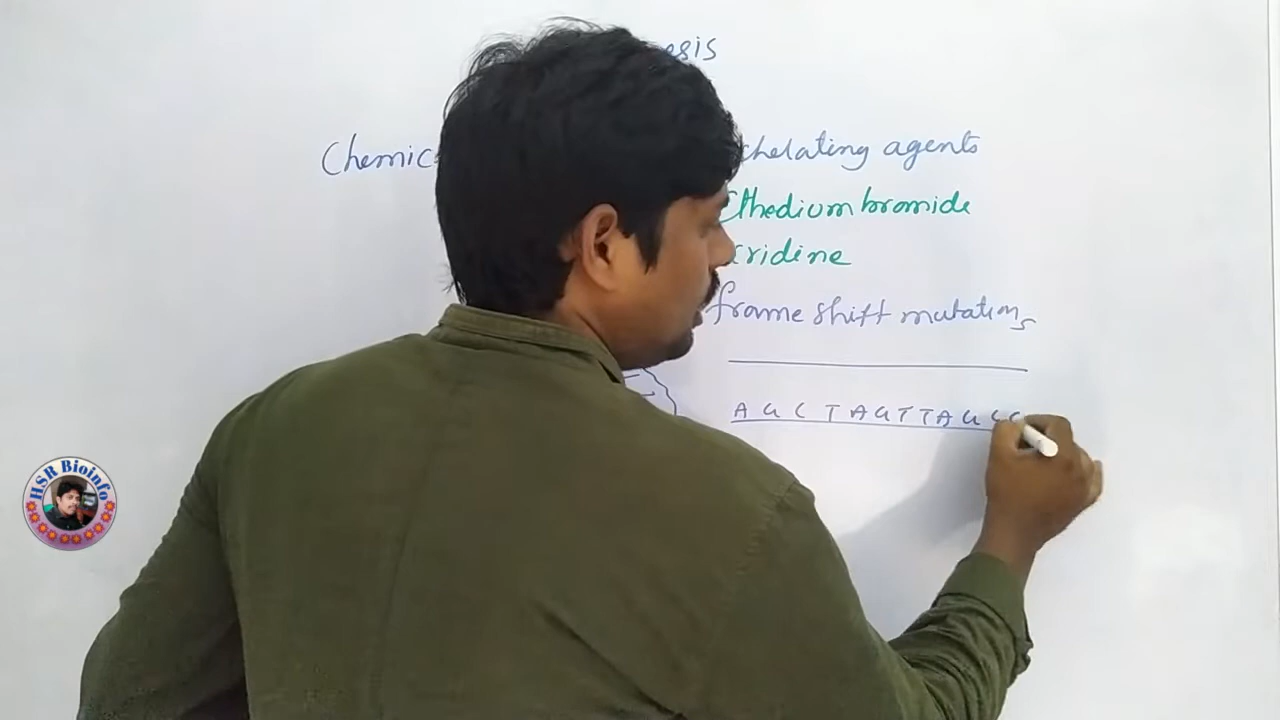 esis
Chemic chelating agents
Ethedium bromide
cridine
frame shift mutations
A G C T A G T T A G C C
HSR Bioinfo